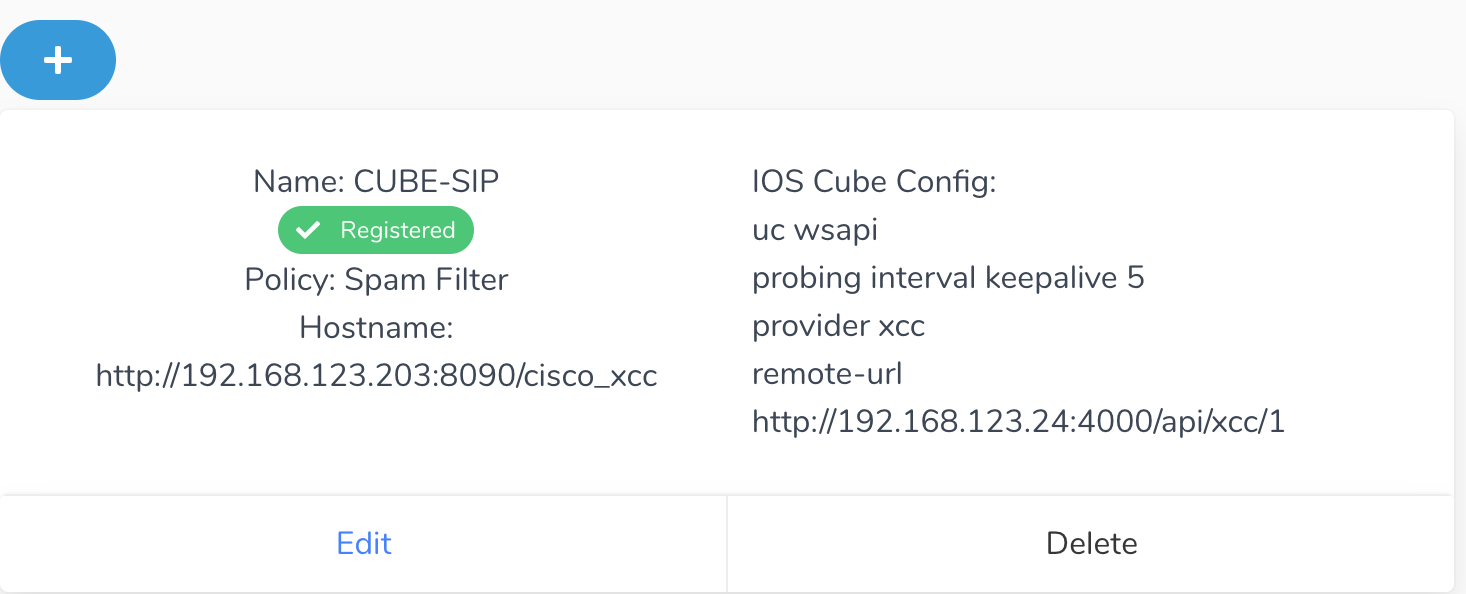 Name: CUBE-SIP
Registered
Policy: Spam Filter
Hostname:
http://192.168.123.203:8090/cisco_xcc
IOS Cube Config:
uc wsapi
probing interval keepalive 5
provider xcc
remote-url
http://192.168.123.24:4000/api/xcc/1
Edit
Delete